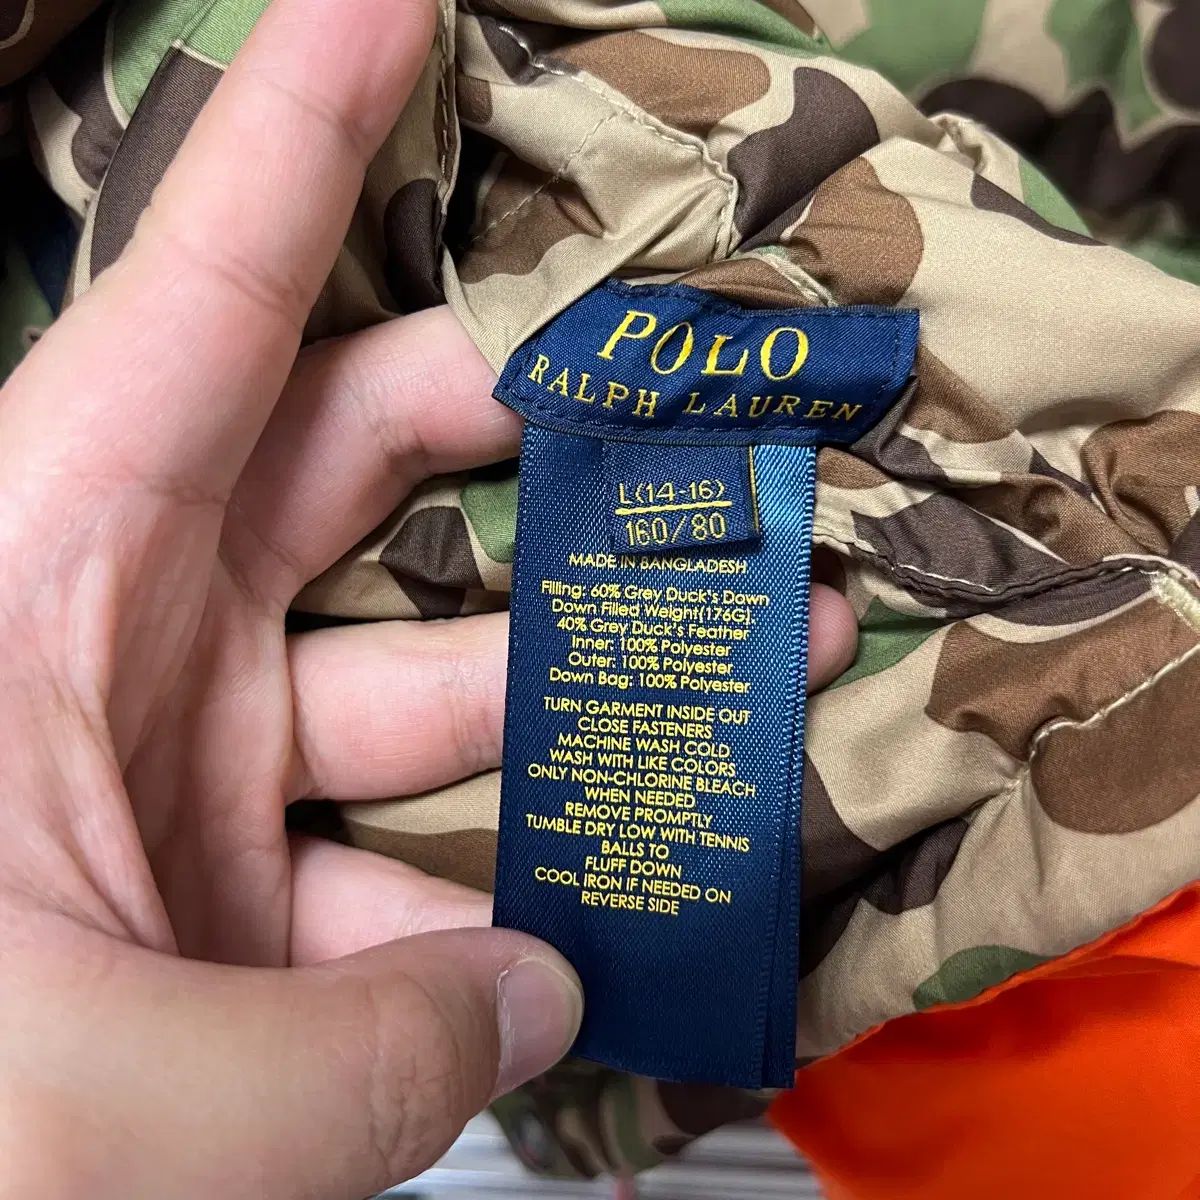 POLO
RALPH LAUREN
L(14-16)
160/80
MADE IN BANGLADESH
Filling: 60% Grey Duck's Down
Down Filled Weight(176G).
40% Grey Duck's Feather
Inner: 100% Polyester
Outer: 100% Polyester
Down Bag: 100% Polyester
TURN GARMENT INSIDE OUT
CLOSE FASTENERS
MACHINE WASH COLD
WASH WITH LIKE COLORS
ONLY NON-CHLORINE BLEACH
WHEN NEEDED
REMOVE PROMPTLY
TUMBLE DRY LOW WITH TENNIS
BALLS TO
FLUFF DOWN
COOL IRON IF NEEDED ON
REVERSE SIDE